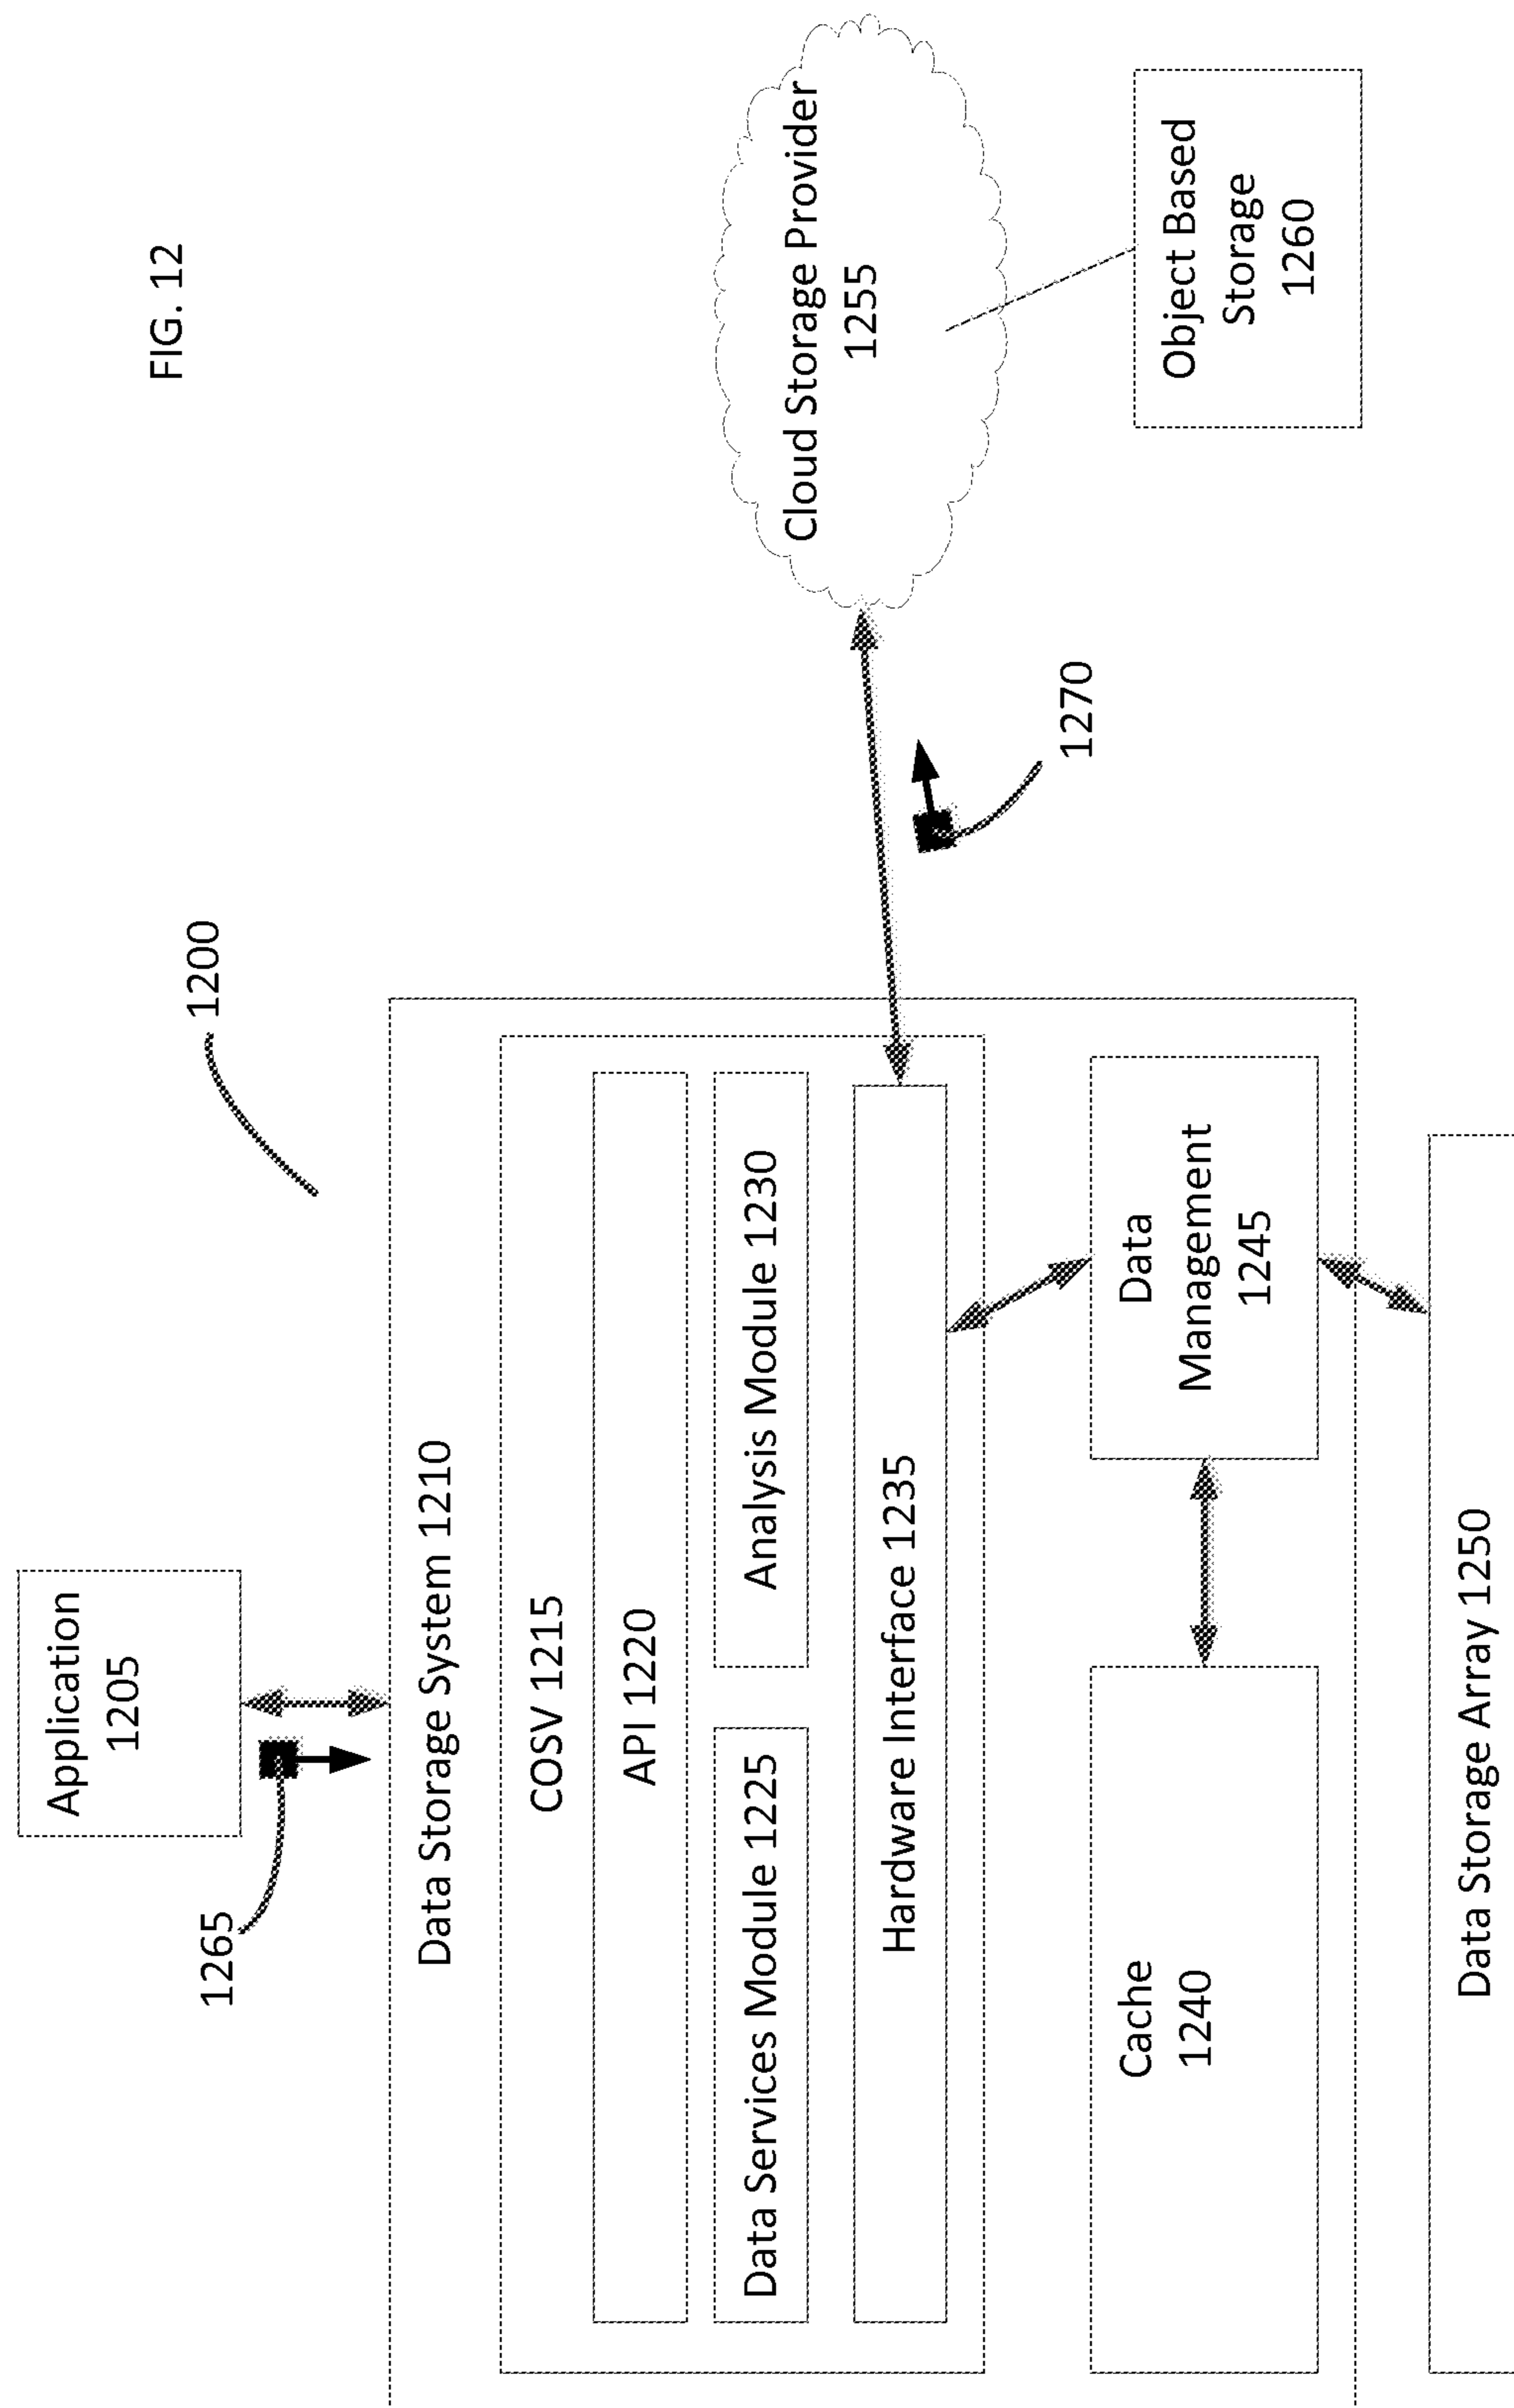 FIG. 12
1200
Application
1205
1265
Data Storage System 1210
COSV 1215
API 1220
Data Services Module 1225
Analysis Module 1230
Hardware Interface 1235
Cache
1240
Data
Management
1245
Data Storage Array 1250
Cloud Storage Provider
1255
1270
Object Based
Storage
1260